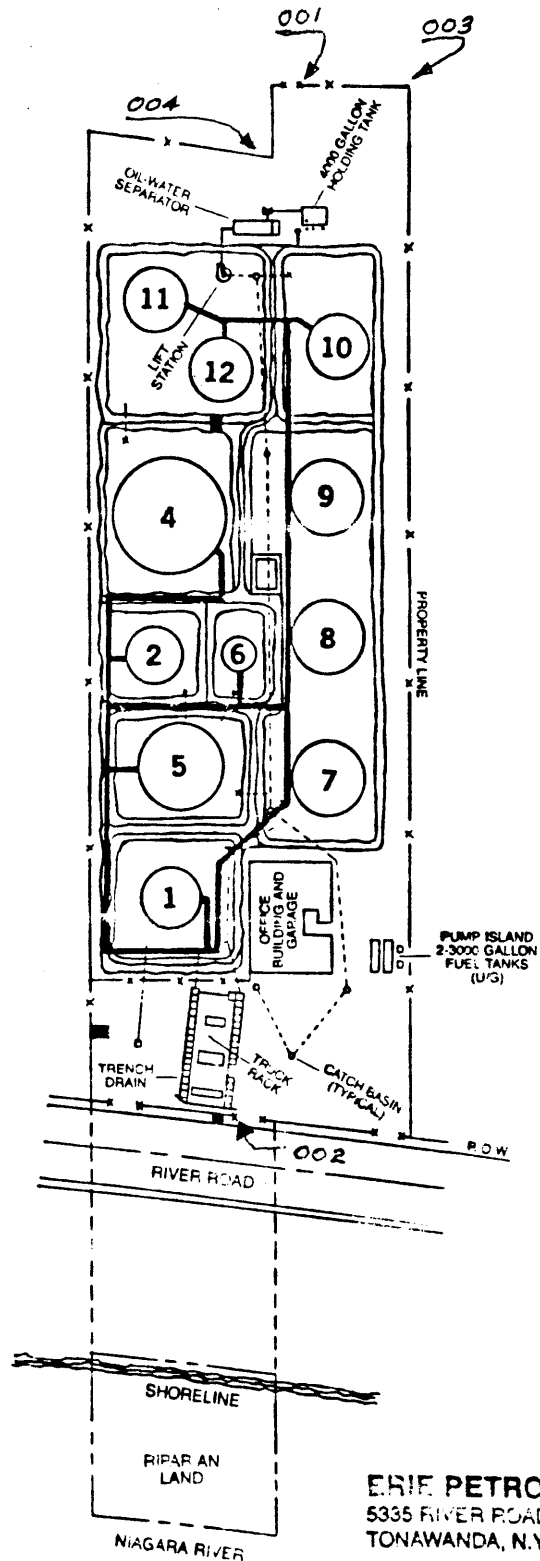 001
003
004
4000 GALLON
HOLDING TANK
OIL-WATER
SEPARATOR
11
LIFT
STATION
12
10
4
9
2
6
8
PROPERTY LINE
5
7
1
OFFICE
BUILDING AND
GARAGE
PUMP ISLAND
2-3000 GALLON
FUEL TANKS
(U/G)
TRENCH
DRAIN
TRUCK
RACK
CATCH BASIN
(TYPICAL)
002
R.O.W
RIVER ROAD
SHORELINE
RIPARIAN
LAND
NIAGARA RIVER
ERIE PETRO
5335 RIVER ROAD
TONAWANDA, N.Y